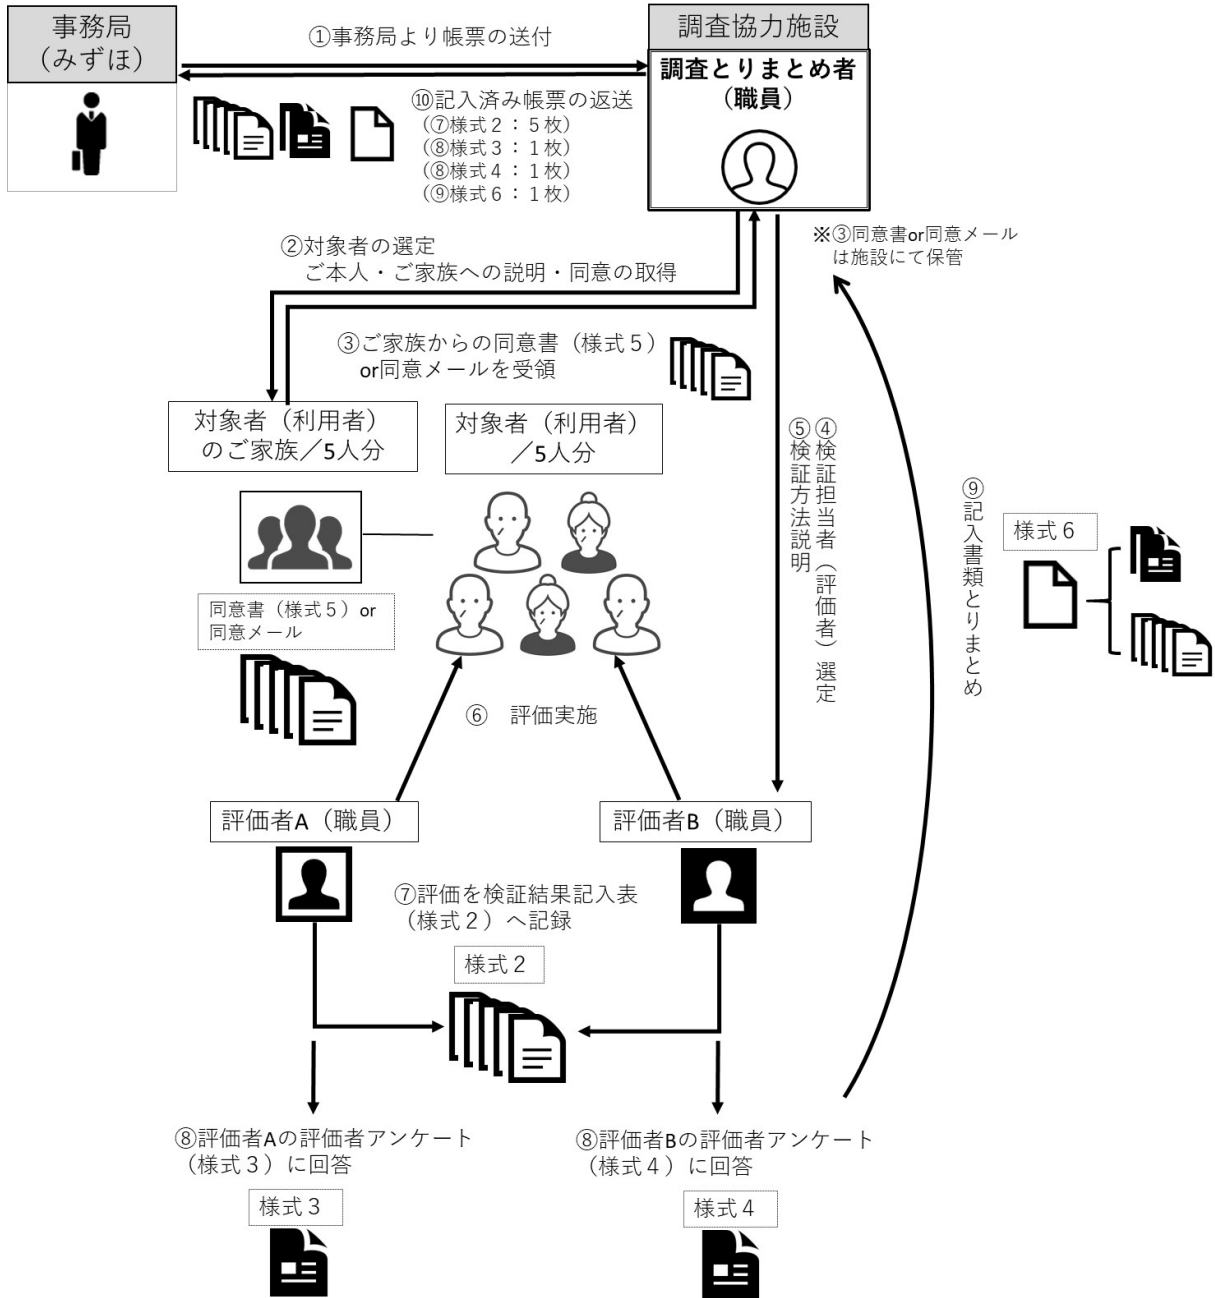 事務局
（みずほ）
①事務局より帳票の送付
調査協力施設
調査とりまとめ者
（職員）
⑩記入済み帳票の返送
（⑦様式２：５枚）
（⑧様式３：１枚）
（⑧様式４：１枚）
（⑨様式６：１枚）
②対象者の選定
ご本人・ご家族への説明・同意の取得
※③同意書or同意メール
は施設にて保管
③ご家族からの同意書（様式５）
or同意メールを受領
対象者（利用者）
のご家族／5人分
対象者（利用者）
／5人分
④検証担当者（評価者）選定
⑤検証方法説明
⑨記入書類とりまとめ
様式６
同意書（様式５）or
同意メール
⑥　評価実施
評価者A（職員）
評価者B（職員）
⑦評価を検証結果記入表
（様式２）へ記録
様式２
⑧評価者Aの評価者アンケート
（様式３）に回答
様式３
⑧評価者Bの評価者アンケート
（様式４）に回答
様式４